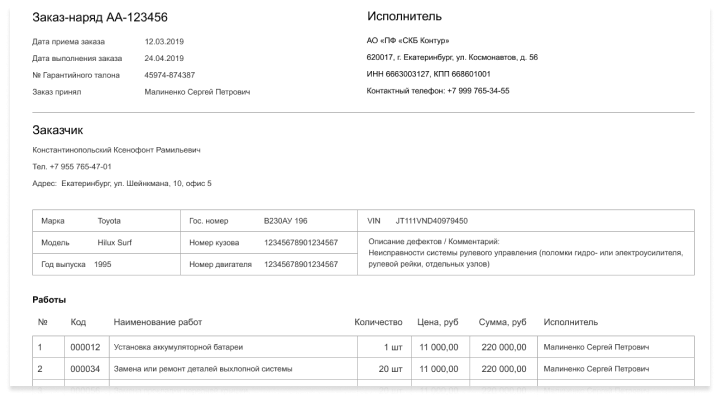 Заказ-наряд АА-123456
Дата приема заказа 12.03.2019
Дата выполнения заказа 24.04.2019
№ Гарантийного талона 45974-874387
Заказ принял Малиненко Сергей Петрович
Исполнитель
АО «ПФ «СКБ Контур»
620017, г. Екатеринбург, ул. Космонавтов, д. 56
ИНН 6663003127, КПП 668601001
Контактный телефон: +7 999 765-34-55
Заказчик
Константинопольский Ксенофонт Рамильевич
Тел. +7 955 765-47-01
Адрес: Екатеринбург, ул. Шейнкмана, 10, офис 5
Марка Toyota Гос. номер В230АУ 196 VIN JT111VND40979450
Модель Hilux Surf Номер кузова 12345678901234567
Год выпуска 1995 Номер двигателя 12345678901234567
Описание дефектов / Комментарий:
Неисправности системы рулевого управления (поломки гидро- или электроусилителя,
рулевой рейки, отдельных узлов)
Работы
№ Код Наименование работ Количество Цена, руб Сумма, руб Исполнитель
1 000012 Установка аккумуляторной батареи 1 шт 11 000,00 220 000,00 Малиненко Сергей Петрович
2 000034 Замена или ремонт деталей выхлопной системы 20 шт 11 000,00 220 000,00 Малиненко Сергей Петрович